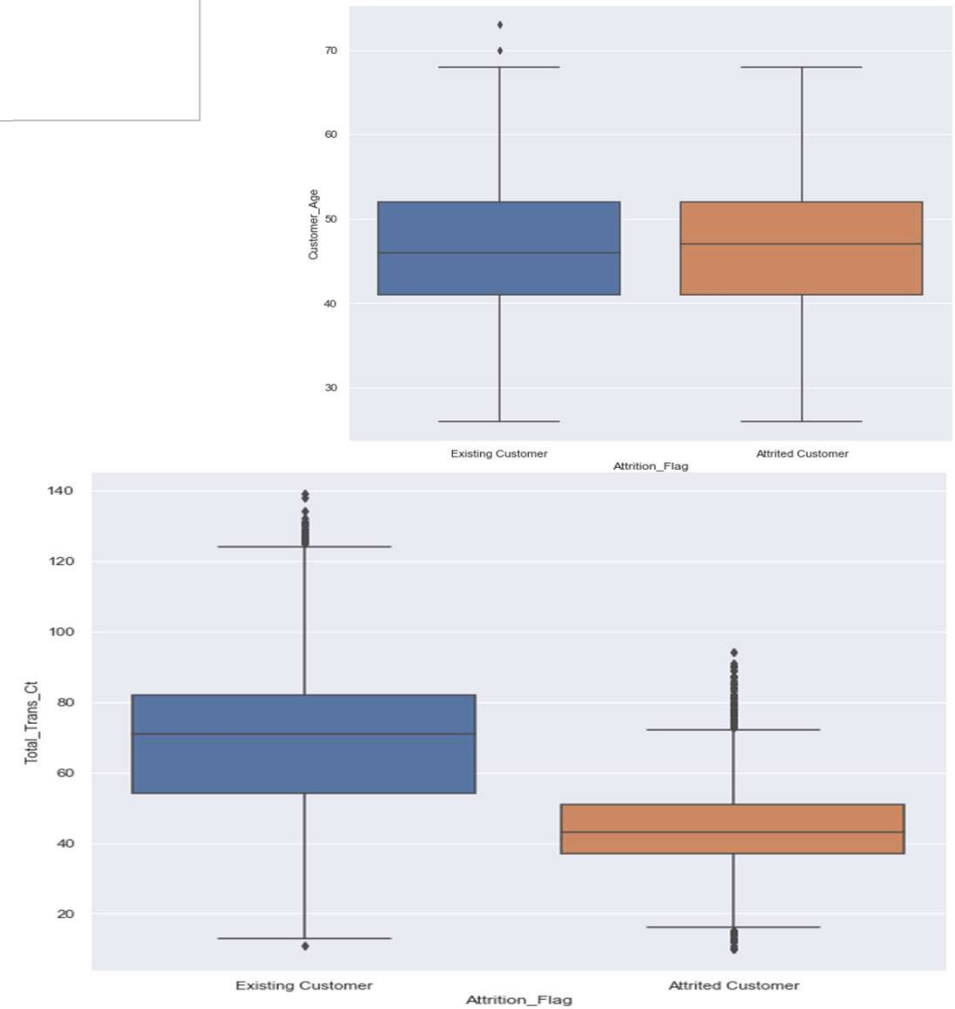 70
60
50
40
30
Customer_Age
Existing Customer
Attrited Customer
Attrition_Flag
140
120
100
80
60
40
20
Total_Trans_Ct
Existing Customer
Attrited Customer
Attrition_Flag